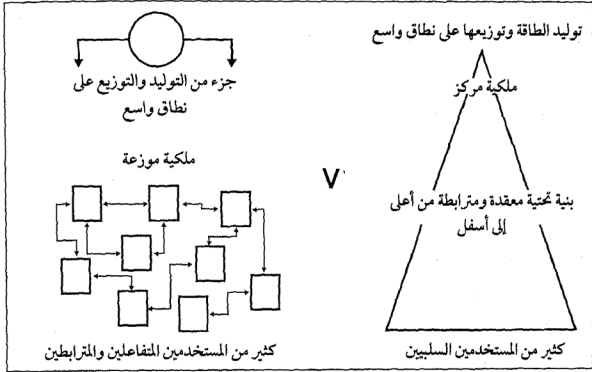 توليد الطاقة وتوزيعها على نطاق واسع
ملكية مركز
بنية تحتية معقدة ومترابطة من أعلى
إلى أسفل
كثير من المستخدمين السلبيين
V
جزء من التوليد والتوزيع على
نطاق واسع
ملكية موزعة
كثير من المستخدمين المتفاعلين والمترابطين